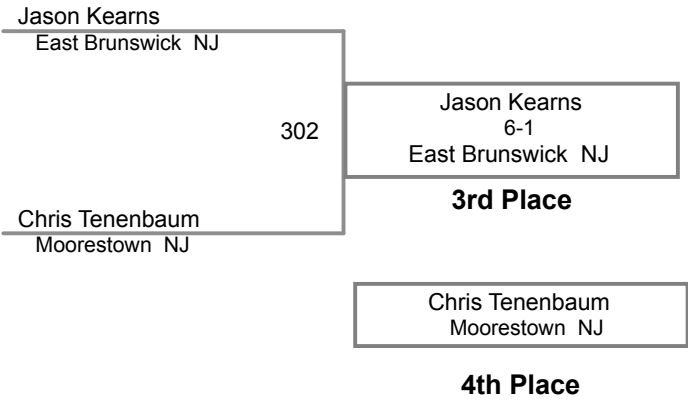 Jason Kearns
East Brunswick NJ
302
Jason Kearns
6-1
East Brunswick NJ
3rd Place
Chris Tenenbaum
Moorestown NJ
Chris Tenenbaum
Moorestown NJ
4th Place